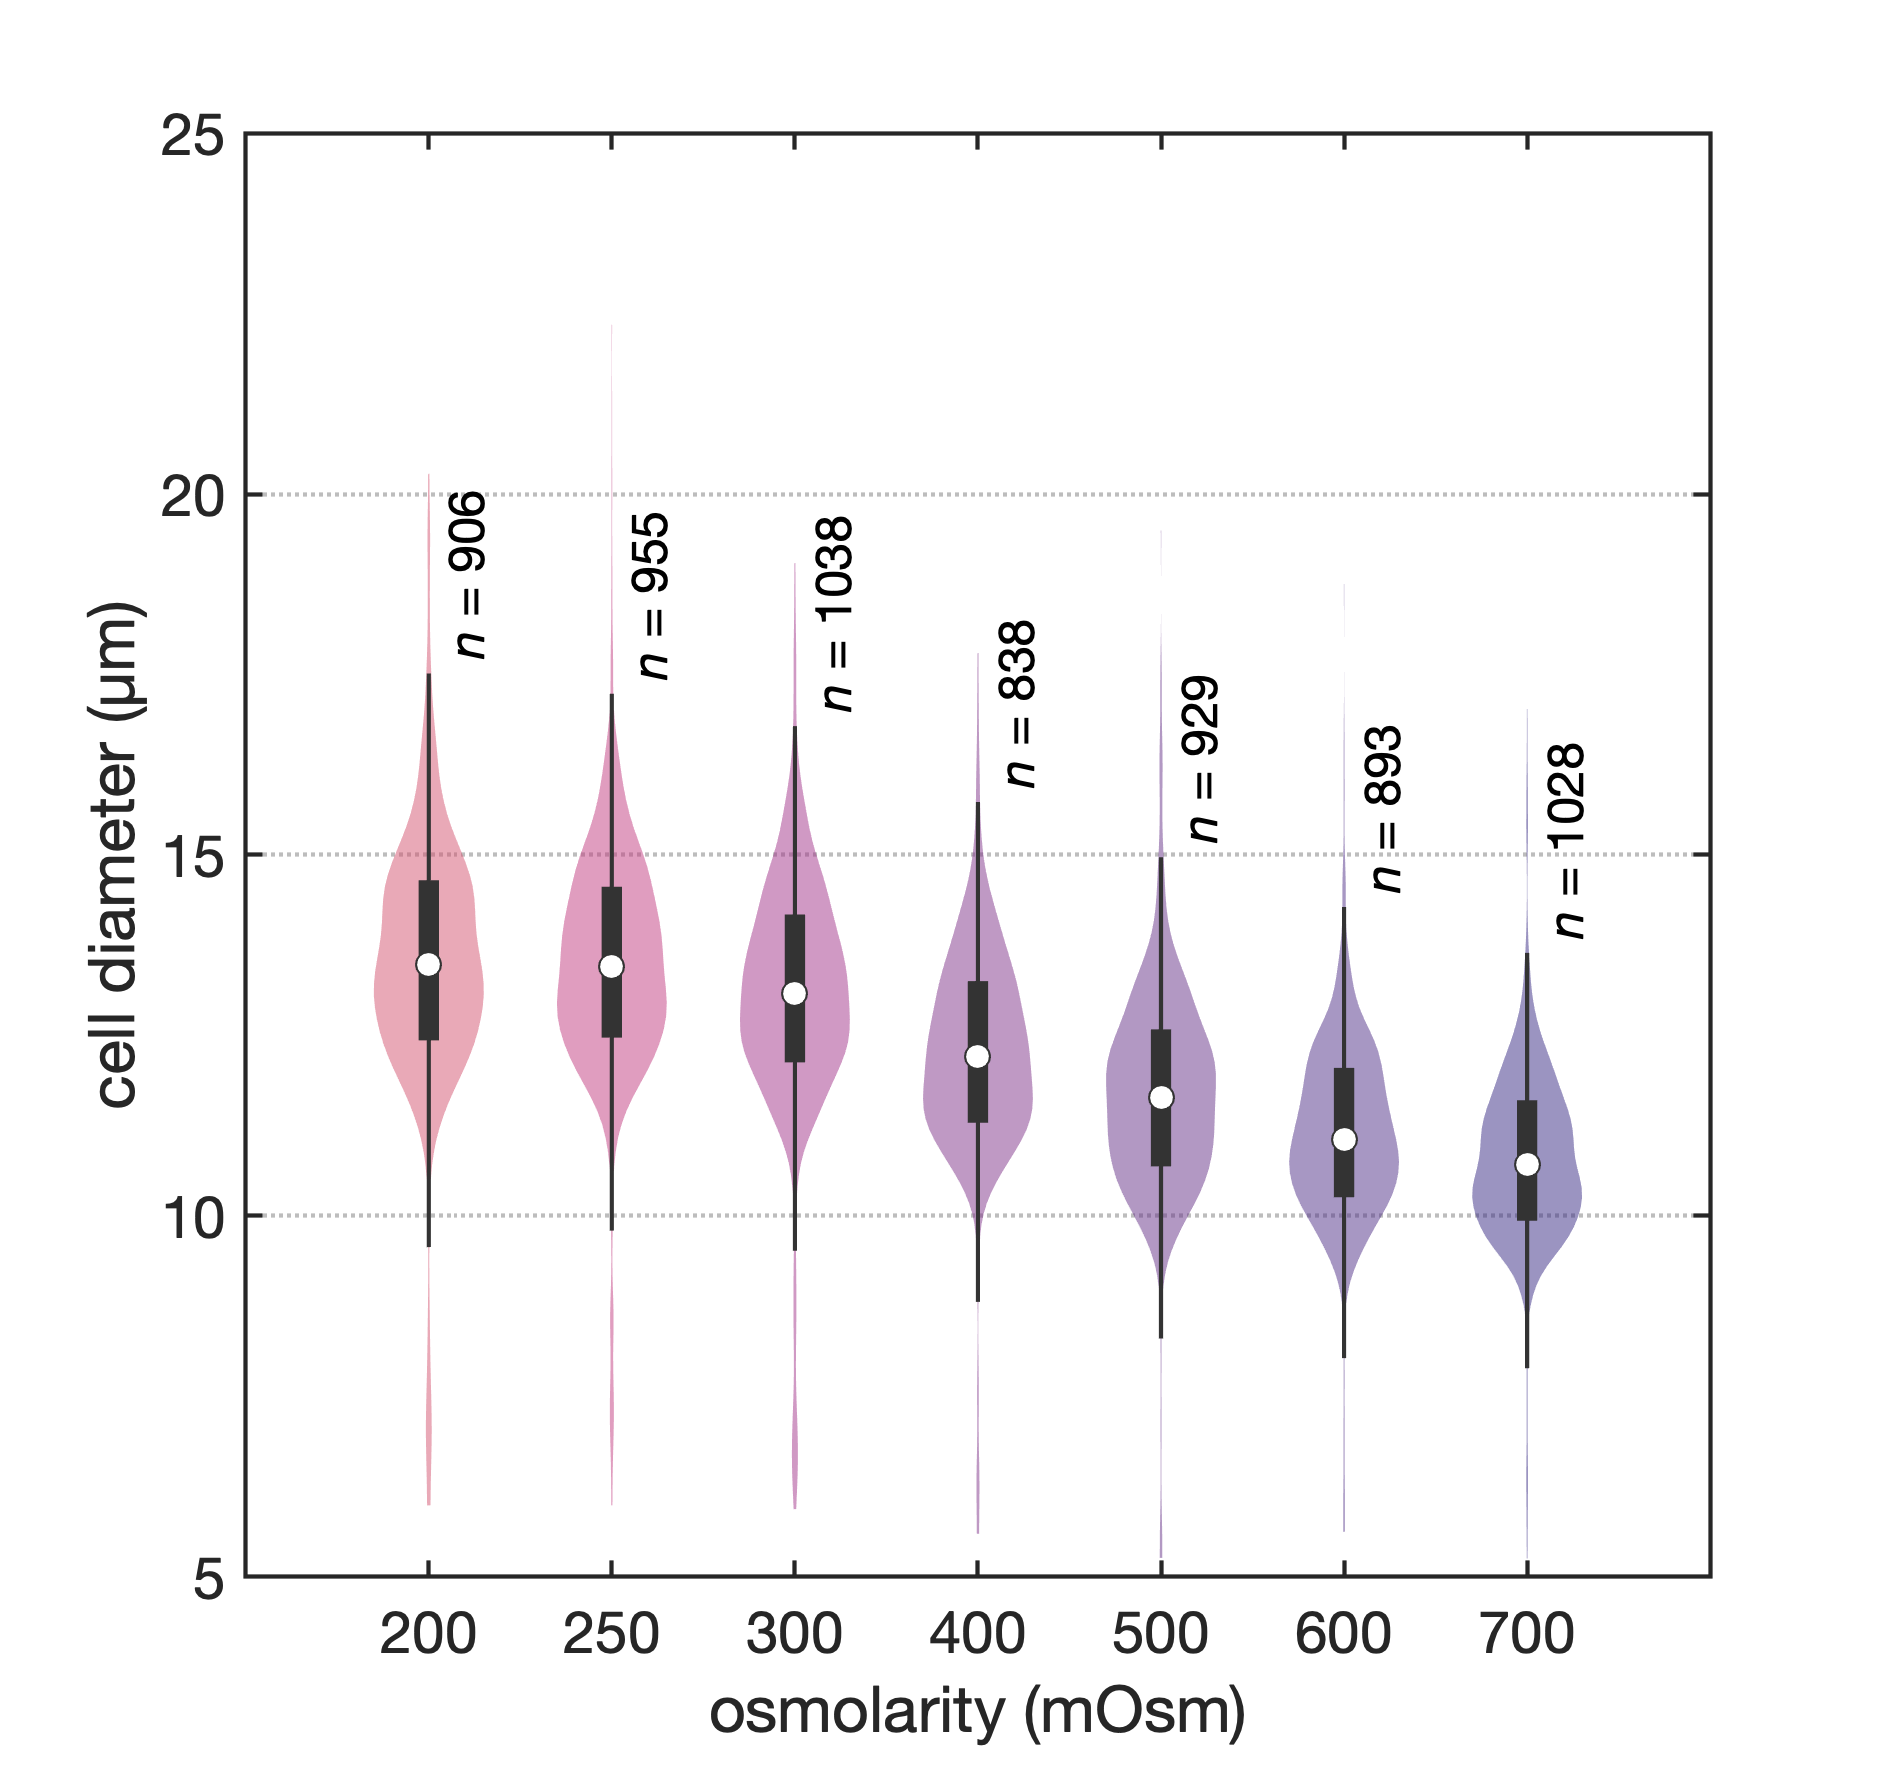 25
20
15
10
5
cell diameter (μm)
n = 906
n = 955
n = 1038
n = 838
n = 929
n = 893
n = 1028
200 250 300 400 500 600 700
osmolarity (mOsm)